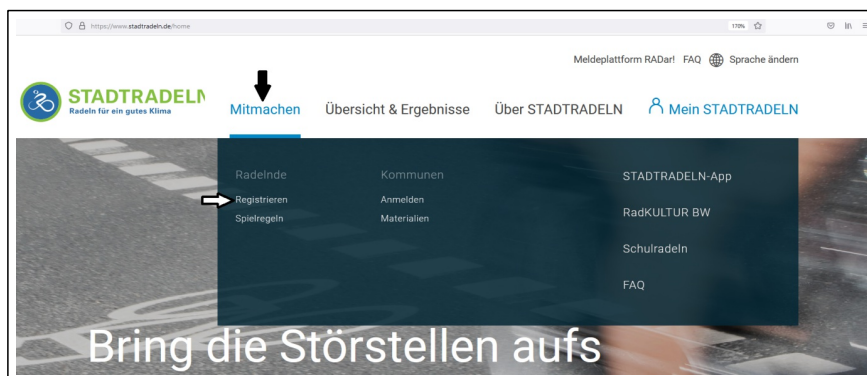 https://www.stadtradeln.de/home
170%
Meldeplattform RADar! FAQ Sprache ändern
STADTRADELN
Radeln für ein gutes Klima
Mitmachen Übersicht & Ergebnisse Über STADTRADELN Mein STADTRADELN
Radelnde Kommunen STADTRADELN-App
Registrieren Anmelden
Spielregeln Materialien RadKULTUR BW
Schulradeln
FAQ
Bring die Störstellen aufs